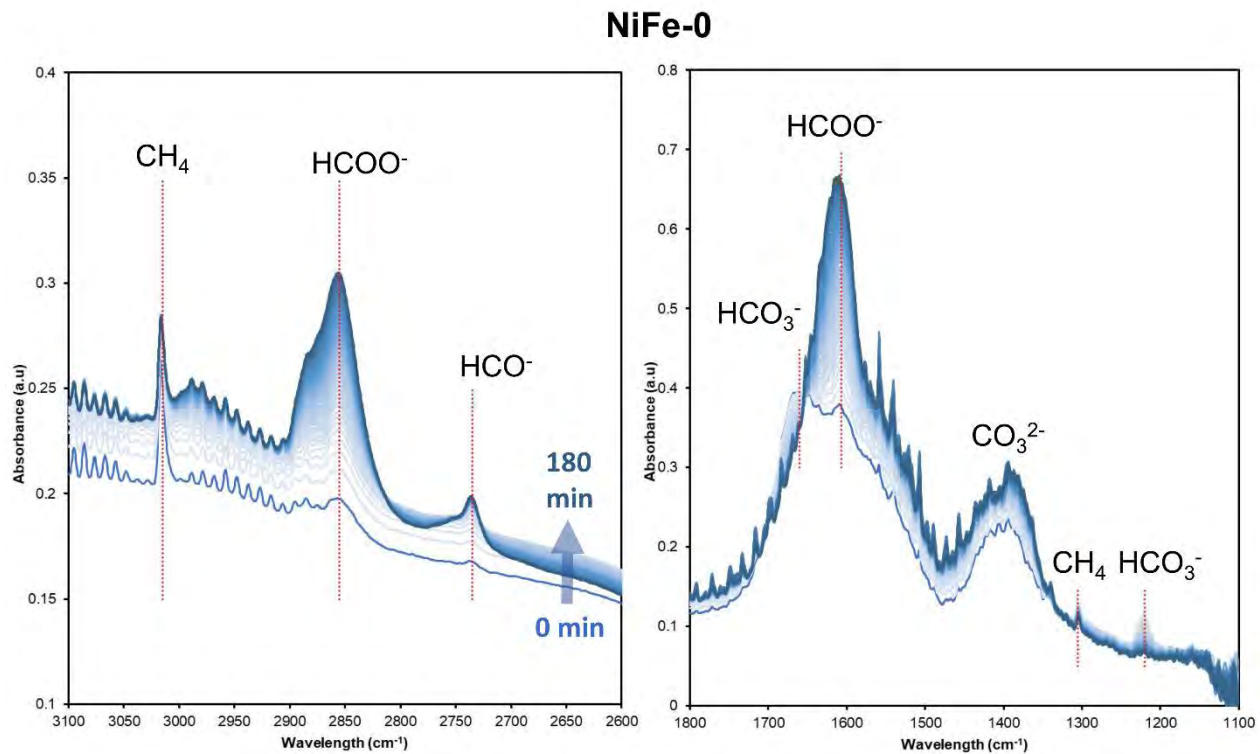 NiFe-0
0.4
0.35
0.3
0.25
0.2
0.15
0.1
Absorbance (a.u)
CH₄
HCOO⁻
HCO⁻
180
min
0 min
3100 3050 3000 2950 2900 2850 2800 2750 2700 2650 2600
Wavelength (cm⁻¹)
0.8
0.7
0.6
0.5
0.4
0.3
0.2
0.1
0
Absorbance (a.u)
HCOO⁻
HCO₃⁻
CO₃²⁻
CH₄ HCO₃⁻
1800 1700 1600 1500 1400 1300 1200 1100
Wavelength (cm⁻¹)